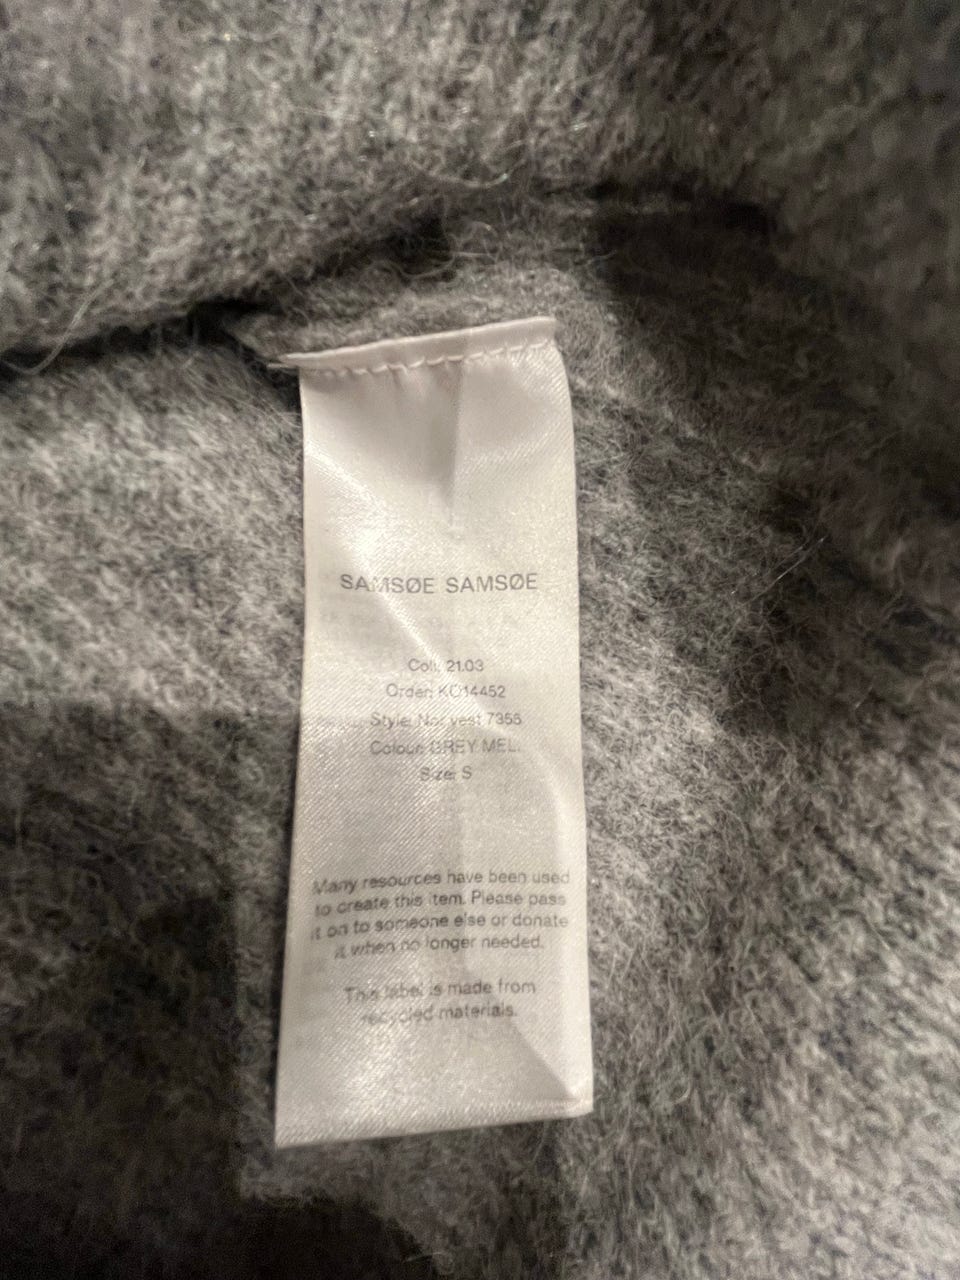 SAMSØE SAMSØE
Coll: 21.03
Order: KO14452
Style: Nor vest 7355
Colour: GREY MEL.
Size: S
Many resources have been used
to create this item. Please pass
it on to someone else or donate
it when no longer needed.
This label is made from
recycled materials.